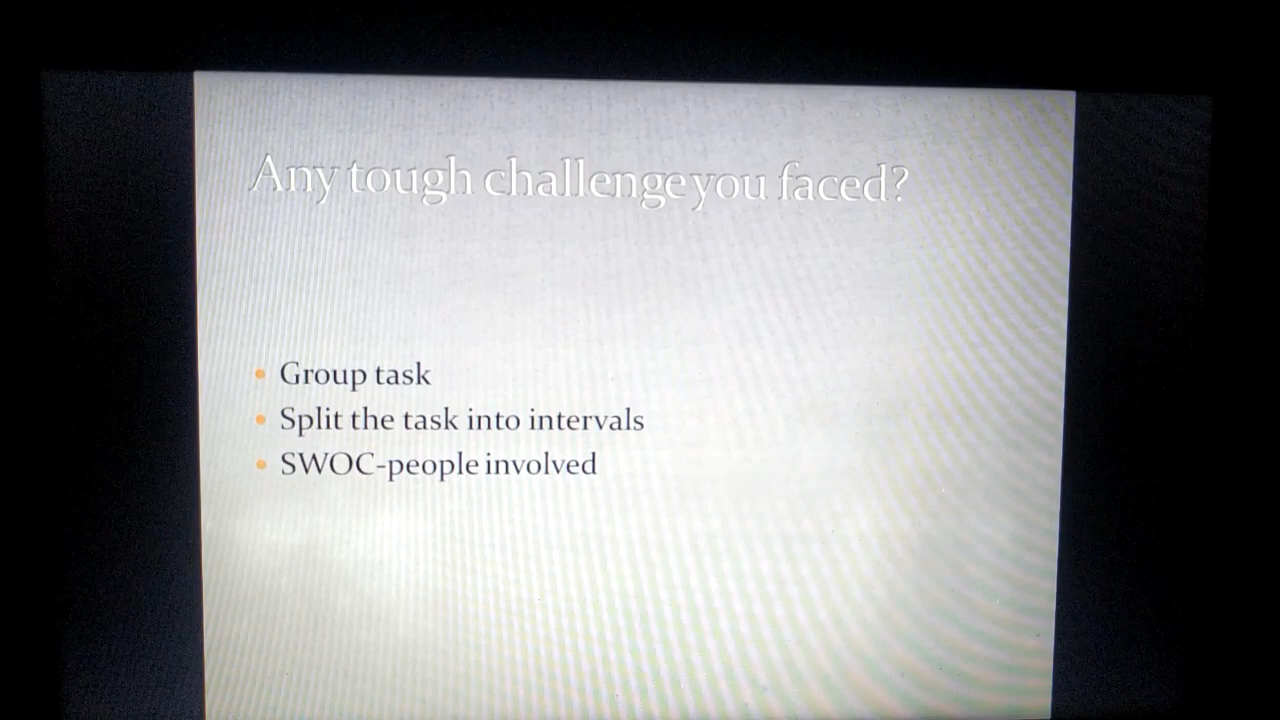 Any tough challenge you faced?
Group task
Split the task into intervals
SWOC-people involved